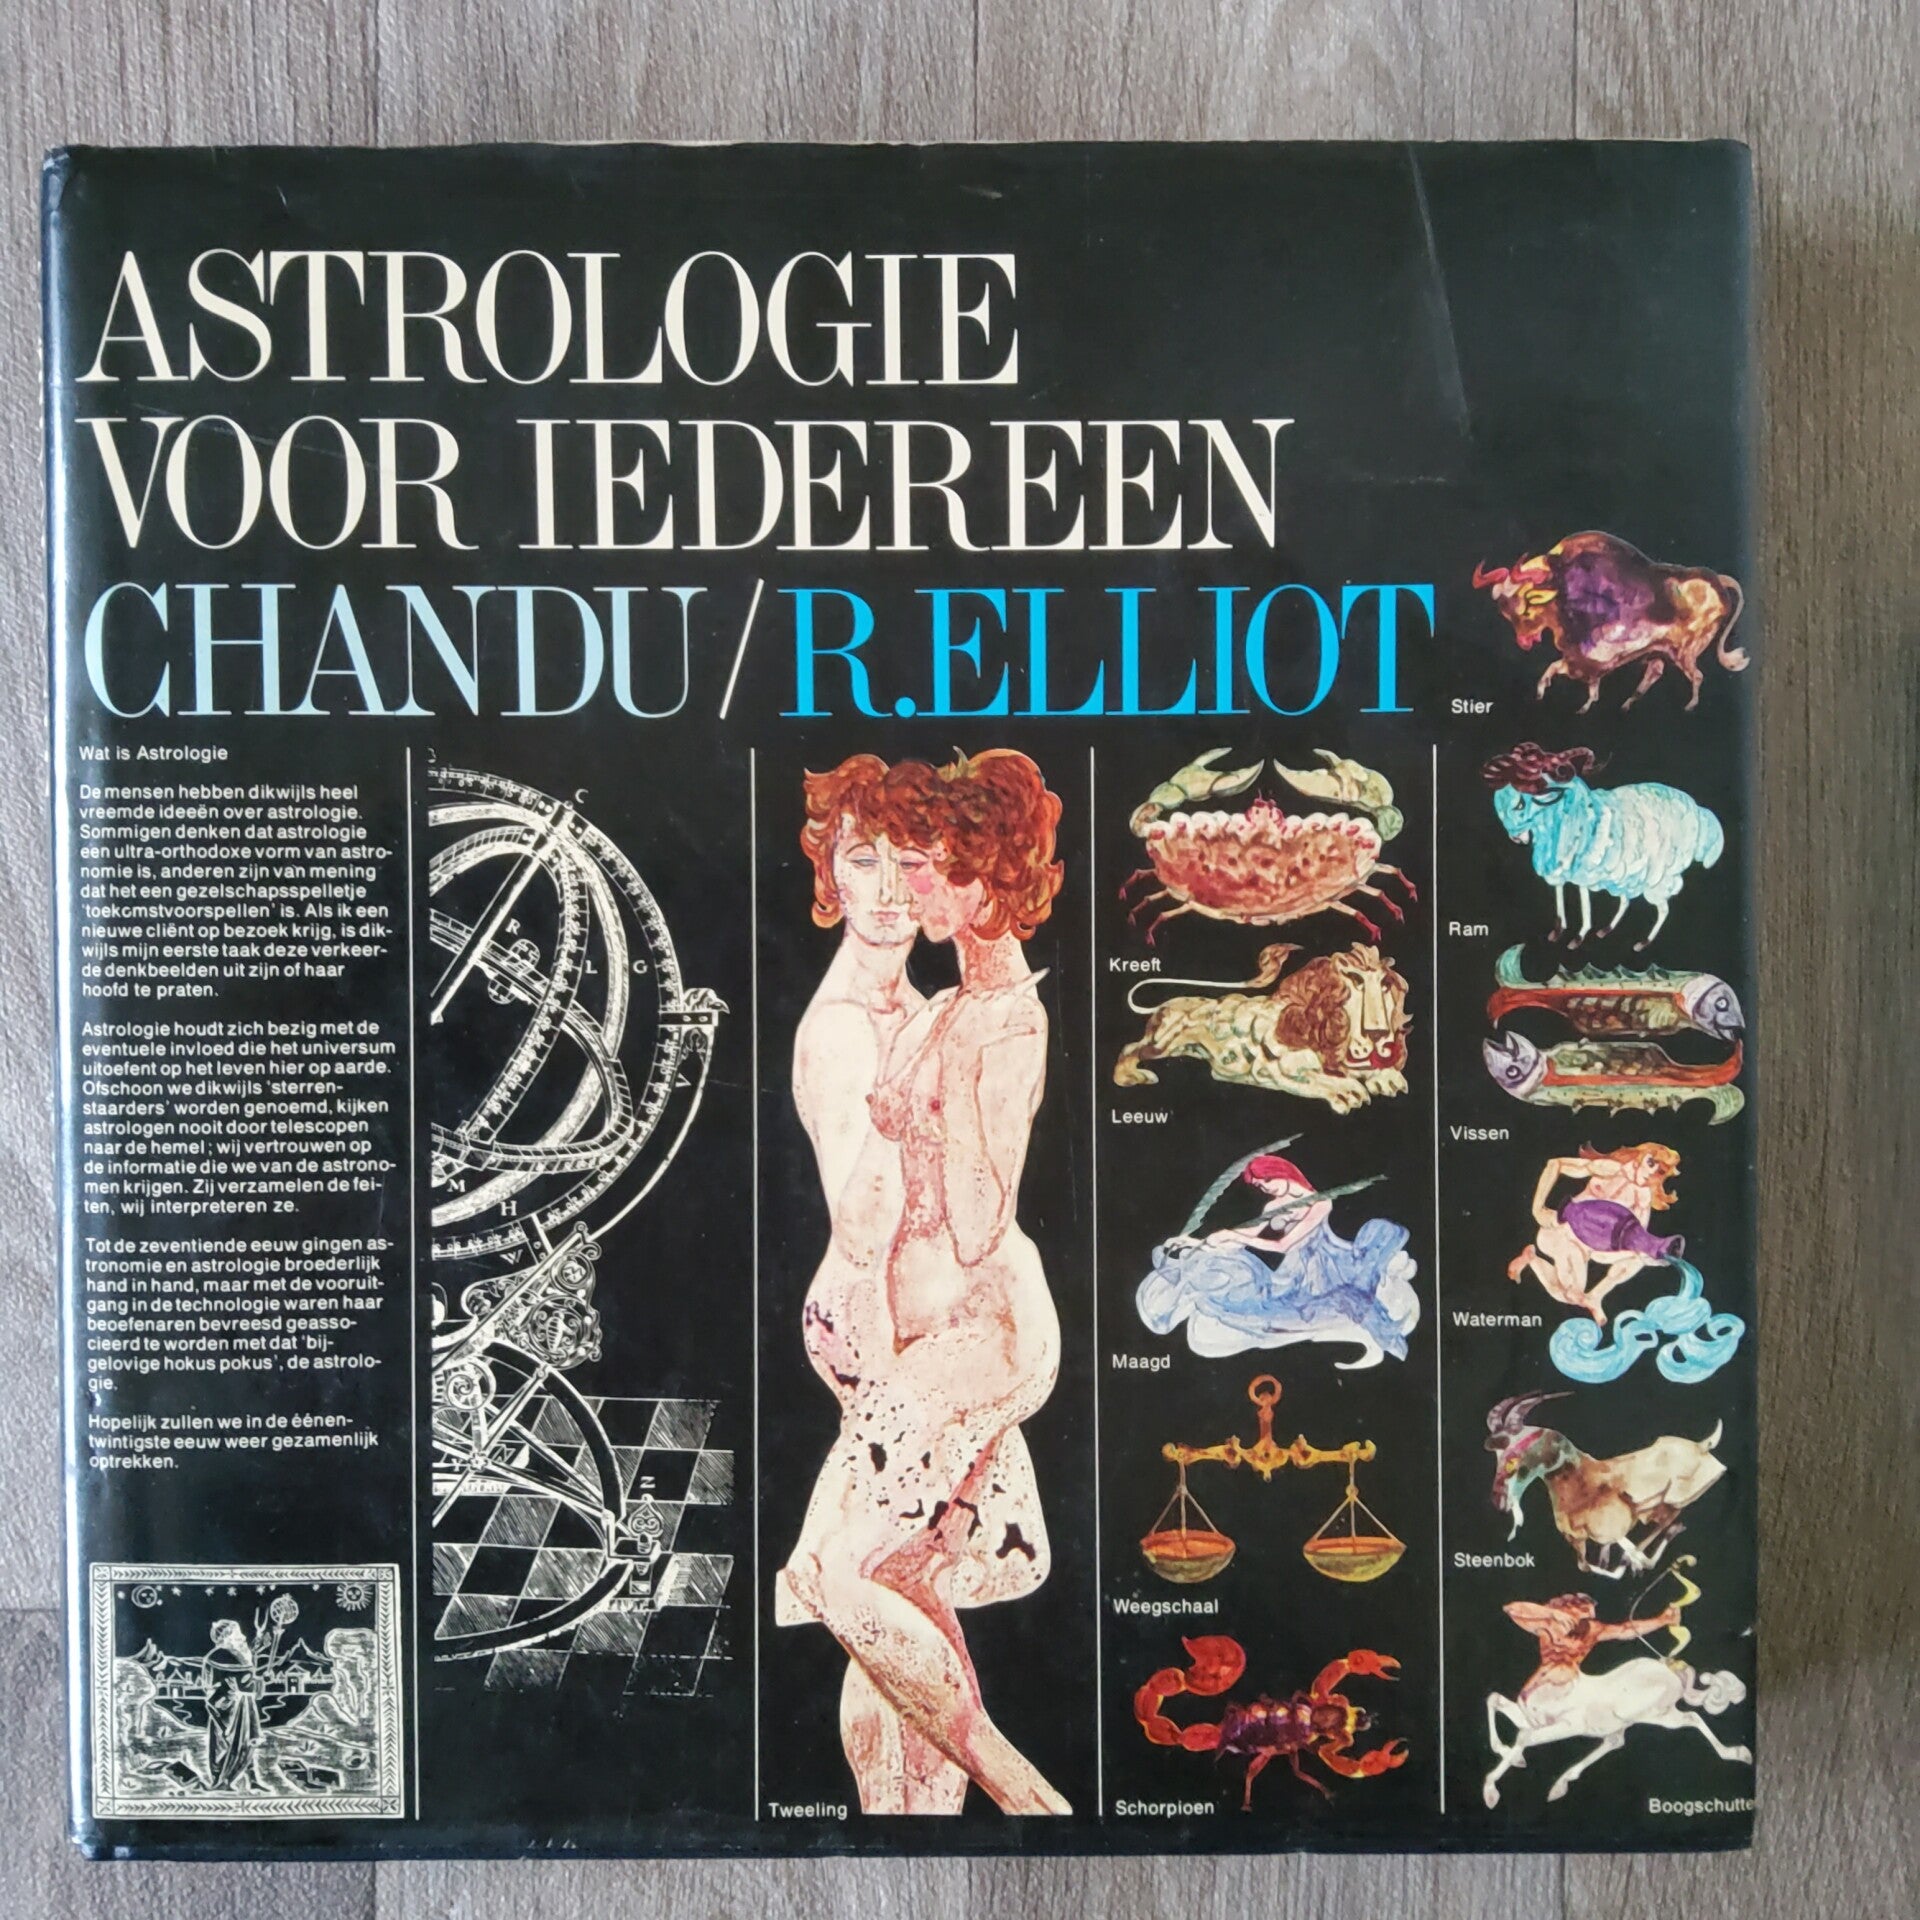 ASTROLOGIE
VOOR IEDEREEN
CHANDU / R.ELLIOT
Wat is Astrologie
De mensen hebben dikwijls heel
vreemde ideeën over astrologie.
Sommigen denken dat astrologie
een ultra-orthodoxe vorm van astro-
nomie is, anderen zijn van mening
dat het een gezelschapsspelletje
'toekcmstvoorspellen' is. Als ik een
nieuwe cliënt op bezoek krijg, is dik-
wijls mijn eerste taak deze verkeer-
de denkbeelden uit zijn of haar
hoofd te praten.
Astrologie houdt zich bezig met de
eventuele invloed die het universum
uitoefent op het leven hier op aarde.
Ofschoon we dikwijls 'sterren-
staarders' worden genoemd, kijken
astrologen nooit door telescopen
naar de hemel; wij vertrouwen op
de informatie die we van de astrono-
men krijgen. Zij verzamelen de fei-
ten, wij interpreteren ze.
Tot de zeventiende eeuw gingen as-
tronomie en astrologie broederlijk
hand in hand, maar met de vooruit-
gang in de technologie waren haar
beoefenaren bevreesd geasso-
cieerd te worden met dat 'bij-
gelovige hokus pokus', de astrolo-
gie.
Hopelijk zullen we in de éénen-
twintigste eeuw weer gezamenlijk
optrekken.
C
R
L
G
V
M
H
W
N
Tweeling
Kreeft
Leeuw
Maagd
Weegschaal
Schorpioen
Stier
Ram
Vissen
Waterman
Steenbok
Boogschutte